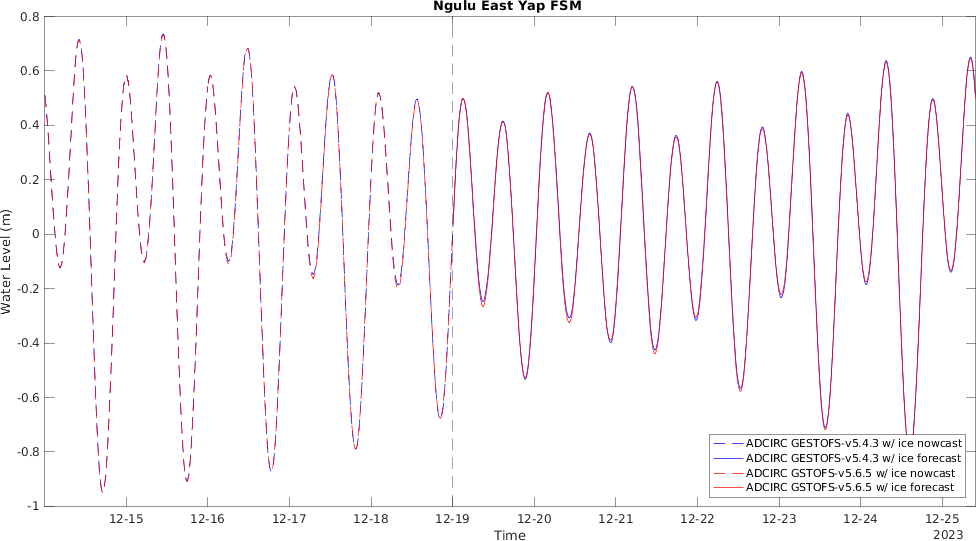 Ngulu East Yap FSM
0.8
0.6
0.4
0.2
0
-0.2
-0.4
-0.6
-0.8
-1
Water Level (m)
ADCIRC GESTOFS-v5.4.3 w/ ice nowcast
ADCIRC GESTOFS-v5.4.3 w/ ice forecast
ADCIRC GSTOFS-v5.6.5 w/ ice nowcast
ADCIRC GSTOFS-v5.6.5 w/ ice forecast
12-15 12-16 12-17 12-18 12-19 12-20 12-21 12-22 12-23 12-24 12-25
Time 2023